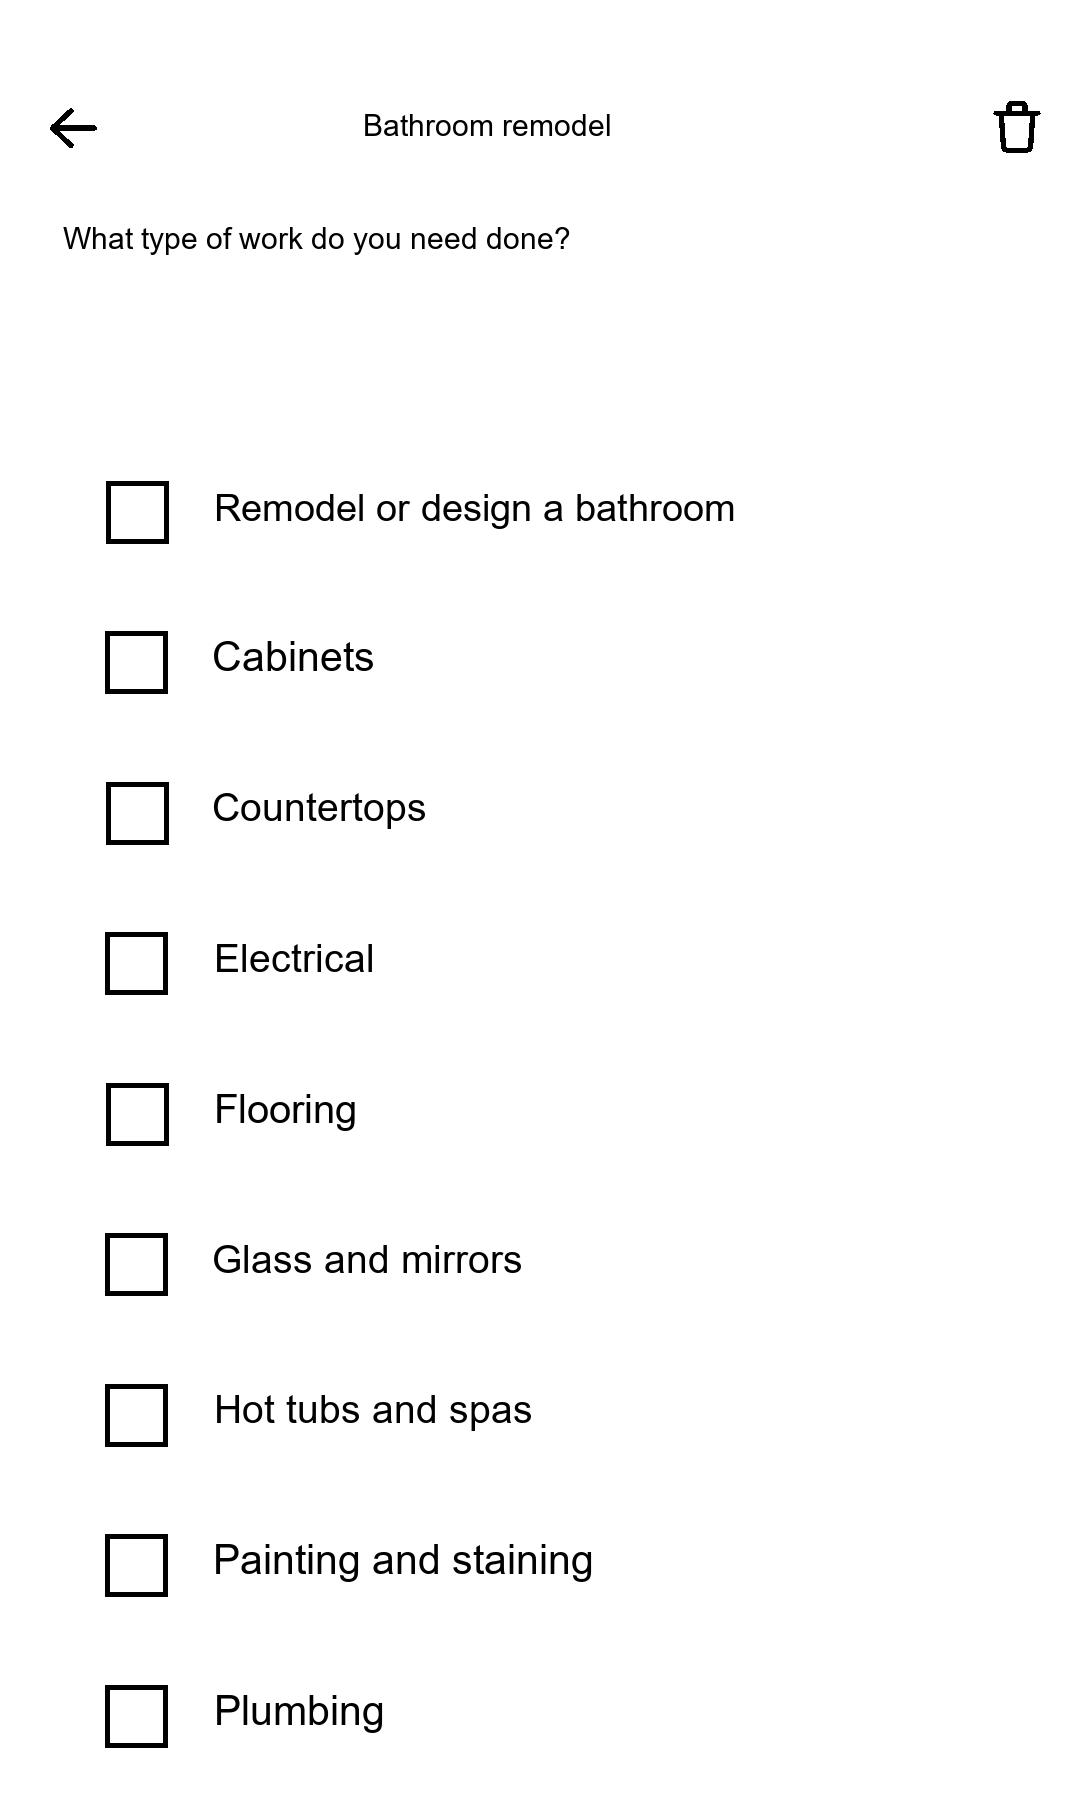 Bathroom remodel
What type of work do you need done?
Remodel or design a bathroom
Cabinets
Countertops
Electrical
Flooring
Glass and mirrors
Hot tubs and spas
Painting and staining
Plumbing